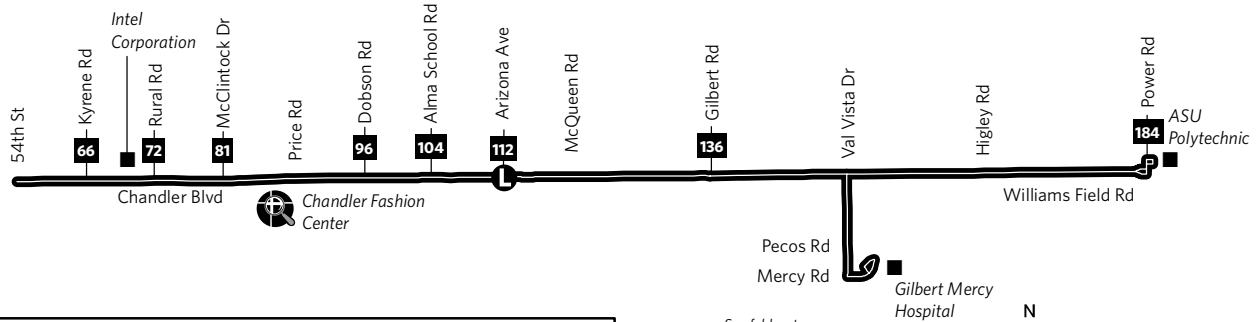 Intel
Corporation
54th St
Kyrene Rd
Rural Rd
McClintock Dr
Price Rd
Dobson Rd
Alma School Rd
Arizona Ave
McQueen Rd
Gilbert Rd
Val Vista Dr
Higley Rd
Power Rd
ASU
Polytechnic
66
72
81
96
104
112
136
184
L
P
Chandler Blvd
Chandler Fashion
Center
Williams Field Rd
Pecos Rd
Mercy Rd
Gilbert Mercy
Hospital
N